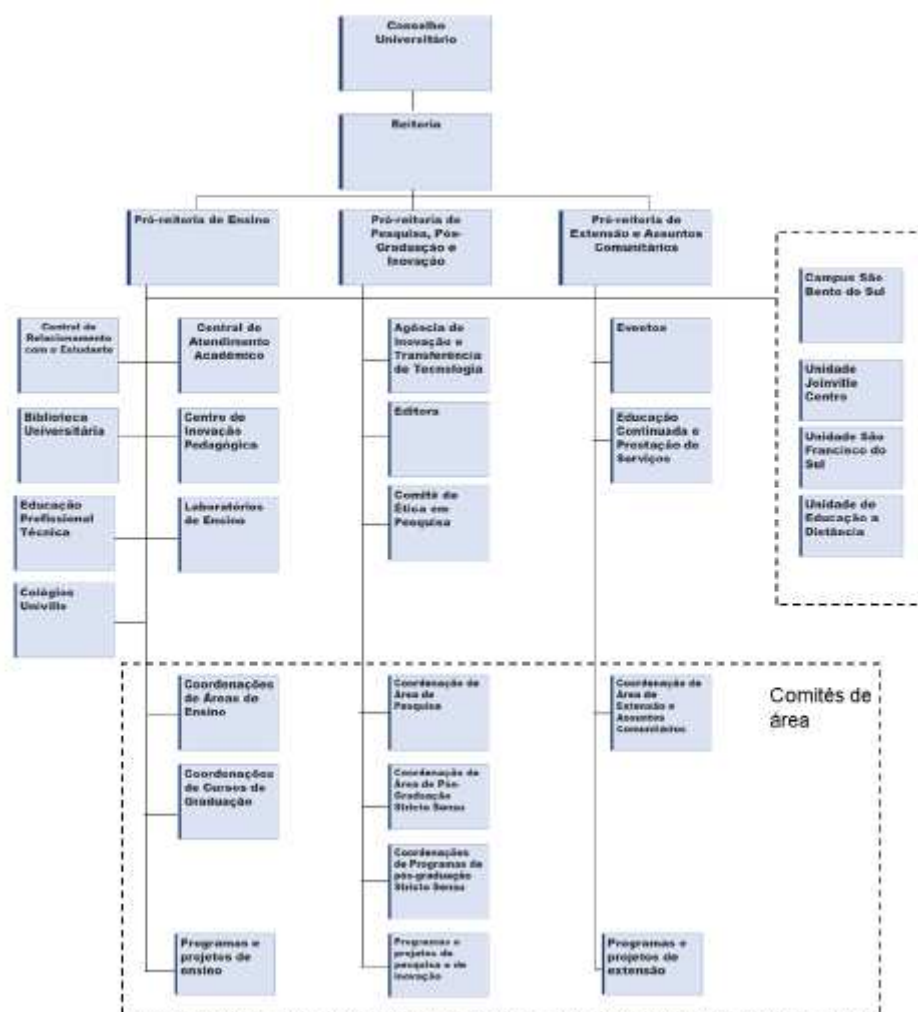 Conselho
Universitário
Reitoria
Pró-reitoria de Ensino
Pró-reitoria de
Pesquisa, Pós-
Graduação e
Inovação
Pró-reitoria de
Extensão e Assuntos
Comunitários
Campus São
Bento do Sul
Unidade
Joinville
Centro
Unidade São
Francisco do
Sul
Unidade de
Educação a
Distância
Central de
Relacionamento
com o Estudante
Central de
Atendimento
Acadêmico
Biblioteca
Universitária
Centro de
Inovação
Pedagógica
Educação
Profissional
Técnica
Laboratórios
de Ensino
Colégios
Univille
Agência de
Inovação e
Transferência
de Tecnologia
Editora
Comitê de
Ética em
Pesquisa
Eventos
Educação
Continuada e
Prestação de
Serviços
Comitês de
área
Coordenações
de Áreas de
Ensino
Coordenações
de Cursos de
Graduação
Programas e
projetos de
ensino
Coordenação de
Área de
Pesquisa
Coordenação de
Área de Pós-
Graduação
Stricto Sensu
Coordenações
de Programas de
pós-graduação
Stricto Sensu
Programas e
projetos de
pesquisa e de
inovação
Coordenação de
Área de
Extensão e
Assuntos
Comunitários
Programas e
projetos de
extensão